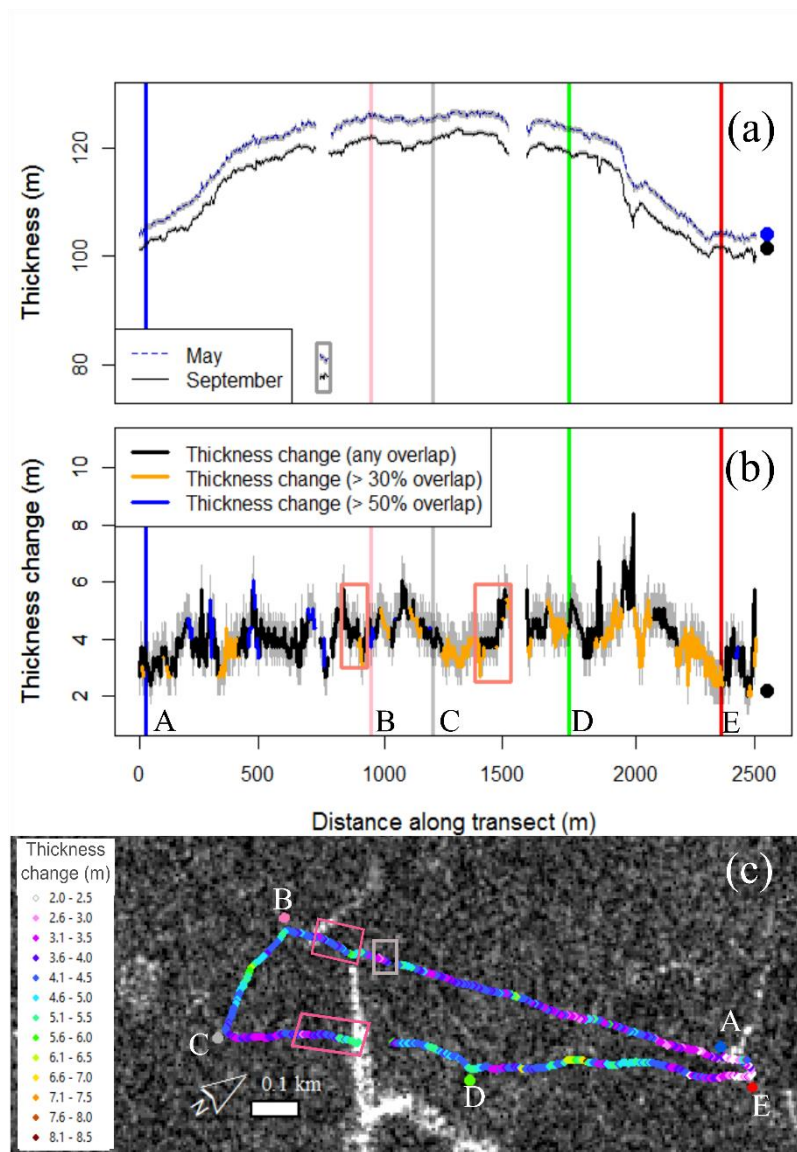 (a)
Thickness (m)
120
100
80
May
September
(b)
Thickness change (m)
10
8
6
4
2
Thickness change (any overlap)
Thickness change (> 30% overlap)
Thickness change (> 50% overlap)
A
B
C
D
E
0
500
1000
1500
2000
2500
Distance along transect (m)
(c)
Thickness
change (m)
2.0 - 2.5
2.6 - 3.0
3.1 - 3.5
3.6 - 4.0
4.1 - 4.5
4.6 - 5.0
5.1 - 5.5
5.6 - 6.0
6.1 - 6.5
6.6 - 7.0
7.1 - 7.5
7.6 - 8.0
8.1 - 8.5
B
A
C
D
E
N
0.1 km